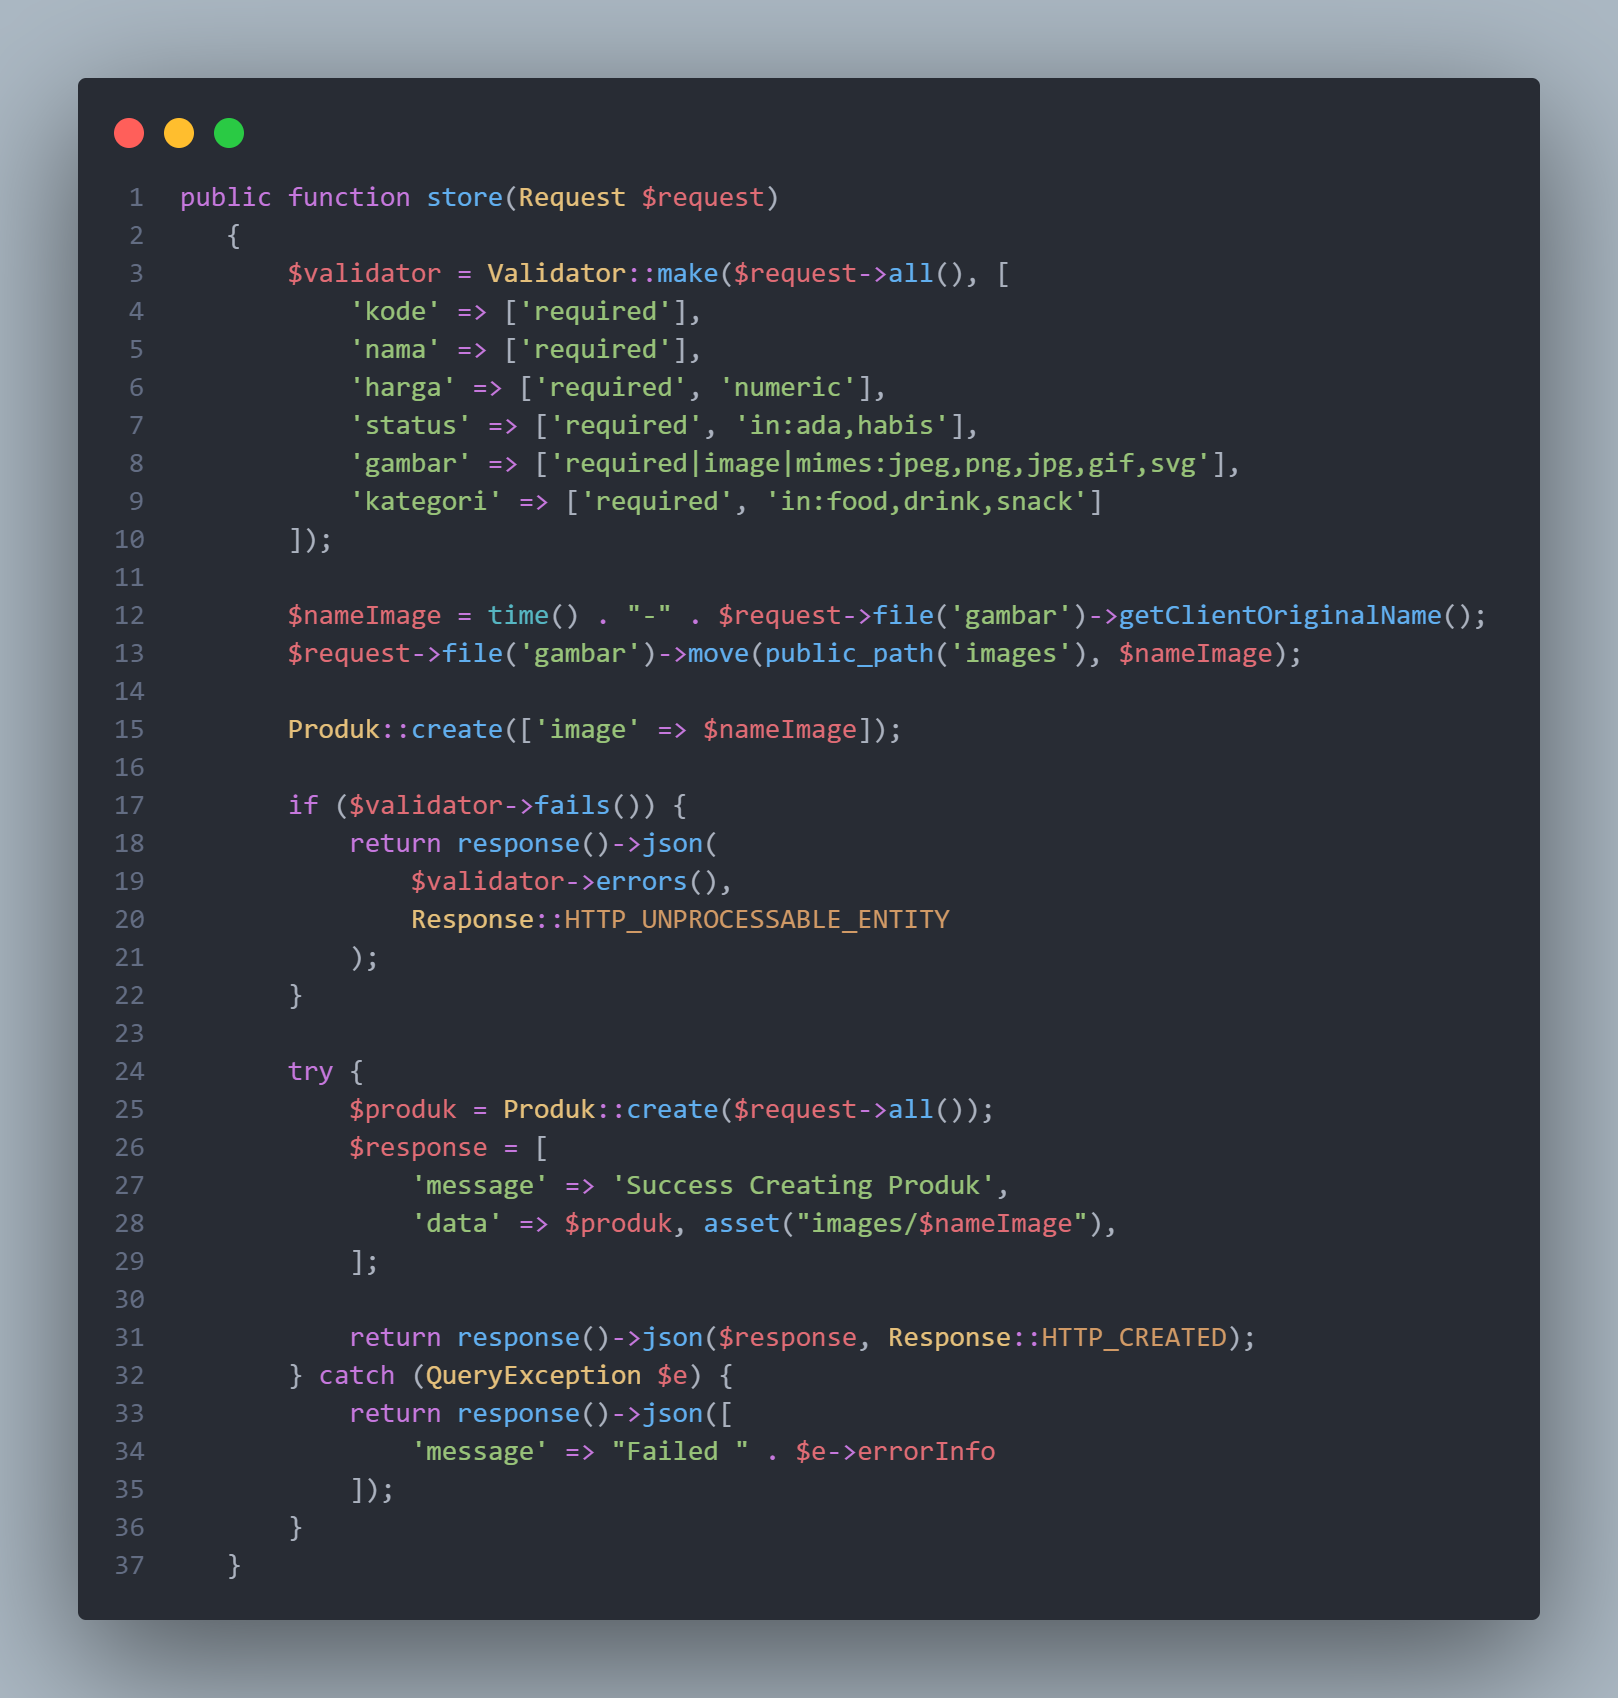 1 public function store(Request $request)
2    {
3        $validator = Validator::make($request->all(), [
4            'kode' => ['required'],
5            'nama' => ['required'],
6            'harga' => ['required', 'numeric'],
7            'status' => ['required', 'in:ada,habis'],
8            'gambar' => ['required|image|mimes:jpeg,png,jpg,gif,svg'],
9            'kategori' => ['required', 'in:food,drink,snack']
10        ]);
11
12        $nameImage = time() . "-" . $request->file('gambar')->getClientOriginalName();
13        $request->file('gambar')->move(public_path('images'), $nameImage);
14
15        Produk::create(['image' => $nameImage]);
16
17        if ($validator->fails()) {
18            return response()->json(
19                $validator->errors(),
20                Response::HTTP_UNPROCESSABLE_ENTITY
21            );
22        }
23
24        try {
25            $produk = Produk::create($request->all());
26            $response = [
27                'message' => 'Success Creating Produk',
28                'data' => $produk, asset("images/$nameImage"),
29            ];
30
31            return response()->json($response, Response::HTTP_CREATED);
32        } catch (QueryException $e) {
33            return response()->json([
34                'message' => "Failed " . $e->errorInfo
35            ]);
36        }
37    }